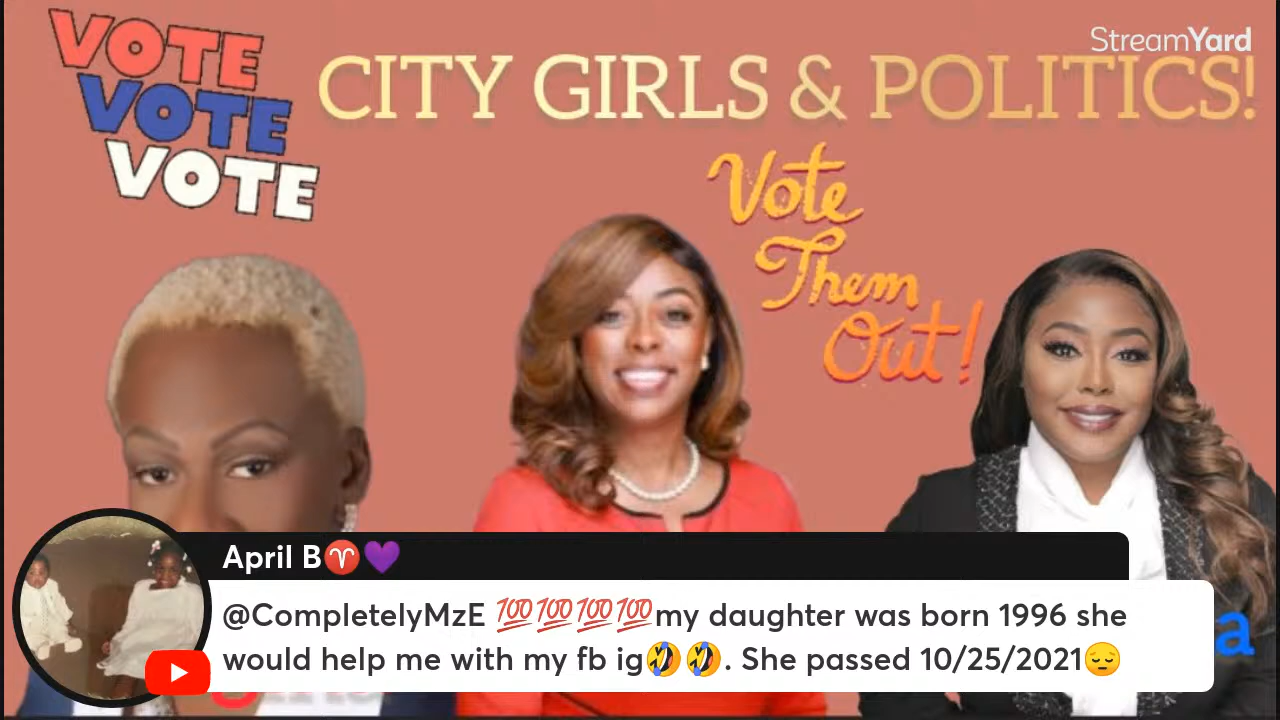 VOTE
VOTE
VOTE
StreamYard
CITY GIRLS & POLITICS!
Vote
Them
Out!
April B♈💜
@CompletelyMzE 💯💯💯💯my daughter was born 1996 she
would help me with my fb ig🤣🤣. She passed 10/25/2021😔
a